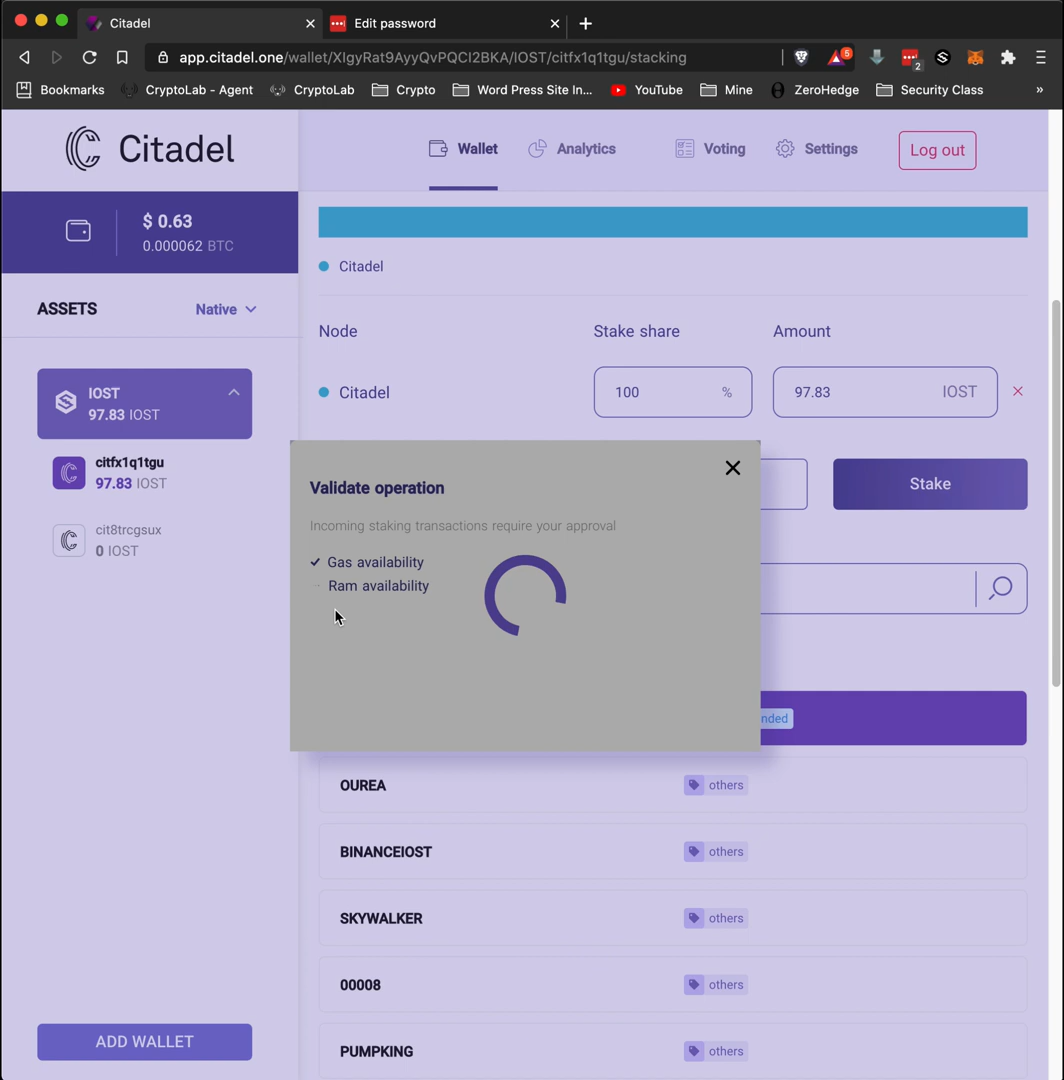 Citadel
Edit password
app.citadel.one/wallet/XIgyRat9AyyQvPQCI2BKA/IOST/citfx1q1tgu/stacking
5
2
Bookmarks
CryptoLab - Agent
CryptoLab
Crypto
Word Press Site In...
YouTube
Mine
ZeroHedge
Security Class
»
Citadel
Wallet
Analytics
Voting
Settings
Log out
$ 0.63
0.000062 BTC
Citadel
ASSETS
Native
Node
Stake share
Amount
IOST
97.83 IOST
Citadel
100 %
97.83 IOST
citfx1q1tgu
97.83 IOST
Stake
cit8trcgsux
0 IOST
Validate operation
Incoming staking transactions require your approval
Gas availability
Ram availability
nded
OUREA
others
BINANCEIOST
others
SKYWALKER
others
00008
others
PUMPKING
others
ADD WALLET